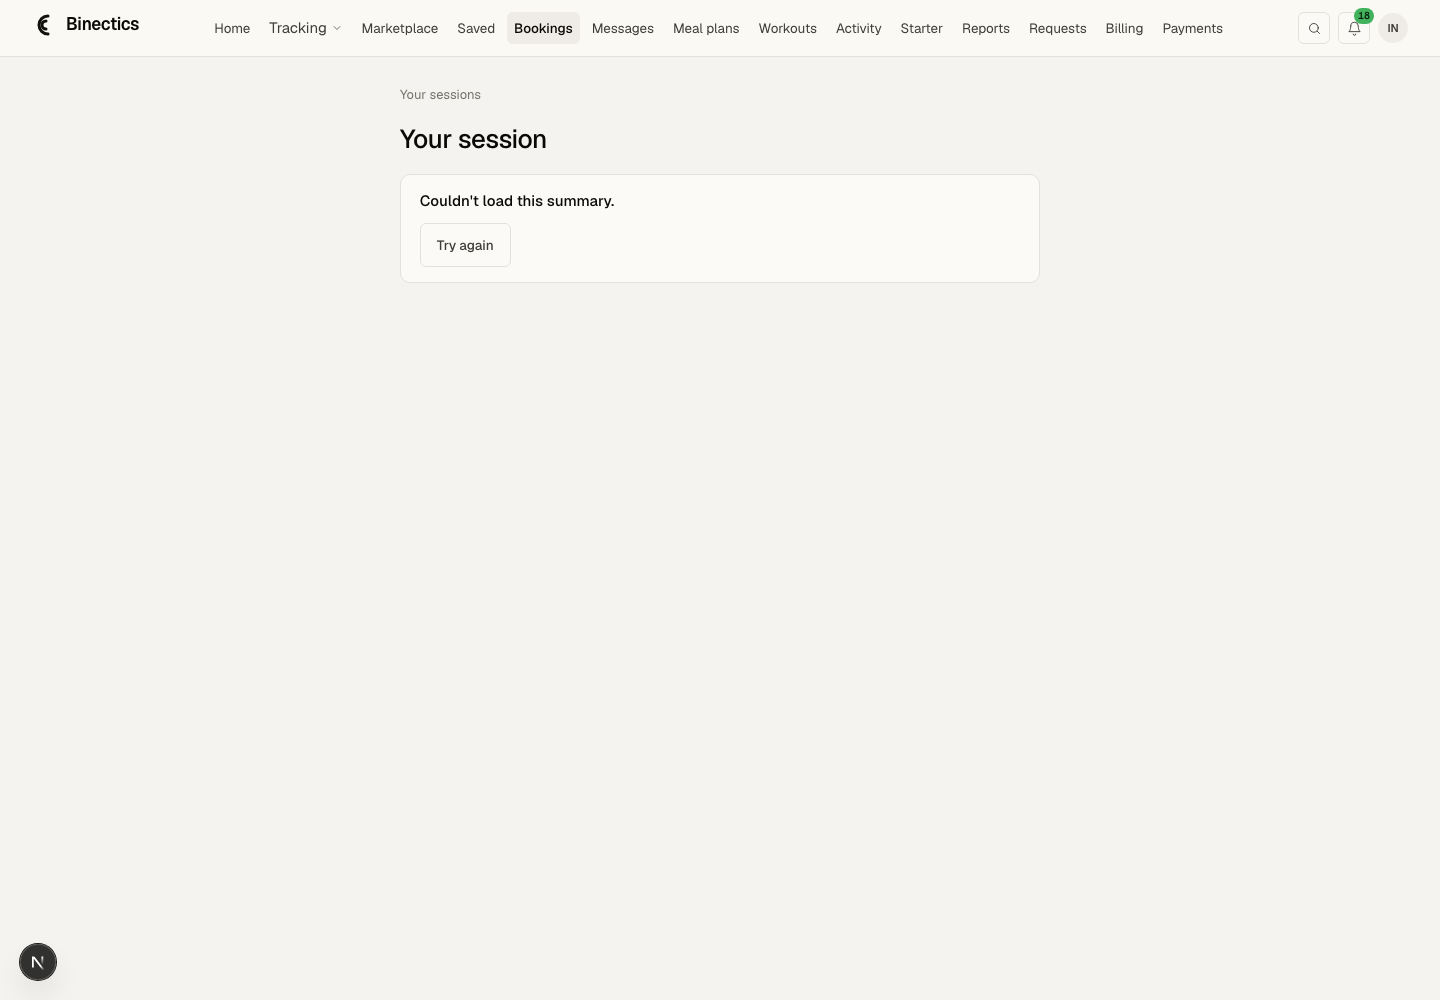 Binectics
Home Tracking Marketplace Saved Bookings Messages Meal plans Workouts Activity Starter Reports Requests Billing Payments
18
IN
Your sessions
Your session
Couldn't load this summary.
Try again
N